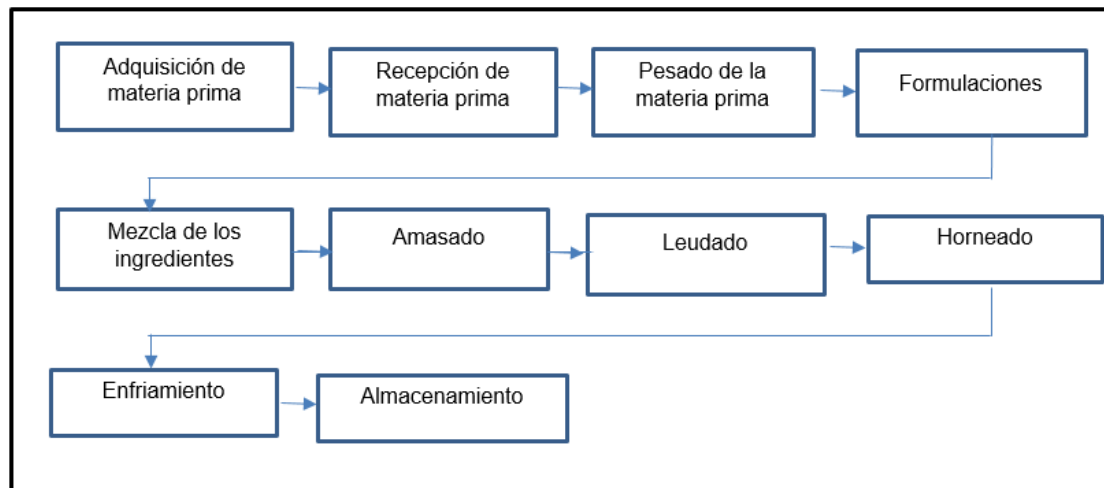 Adquisición de
materia prima
Recepción de
materia prima
Pesado de la
materia prima
Formulaciones
Mezcla de los
ingredientes
Amasado
Leudado
Horneado
Enfriamiento
Almacenamiento